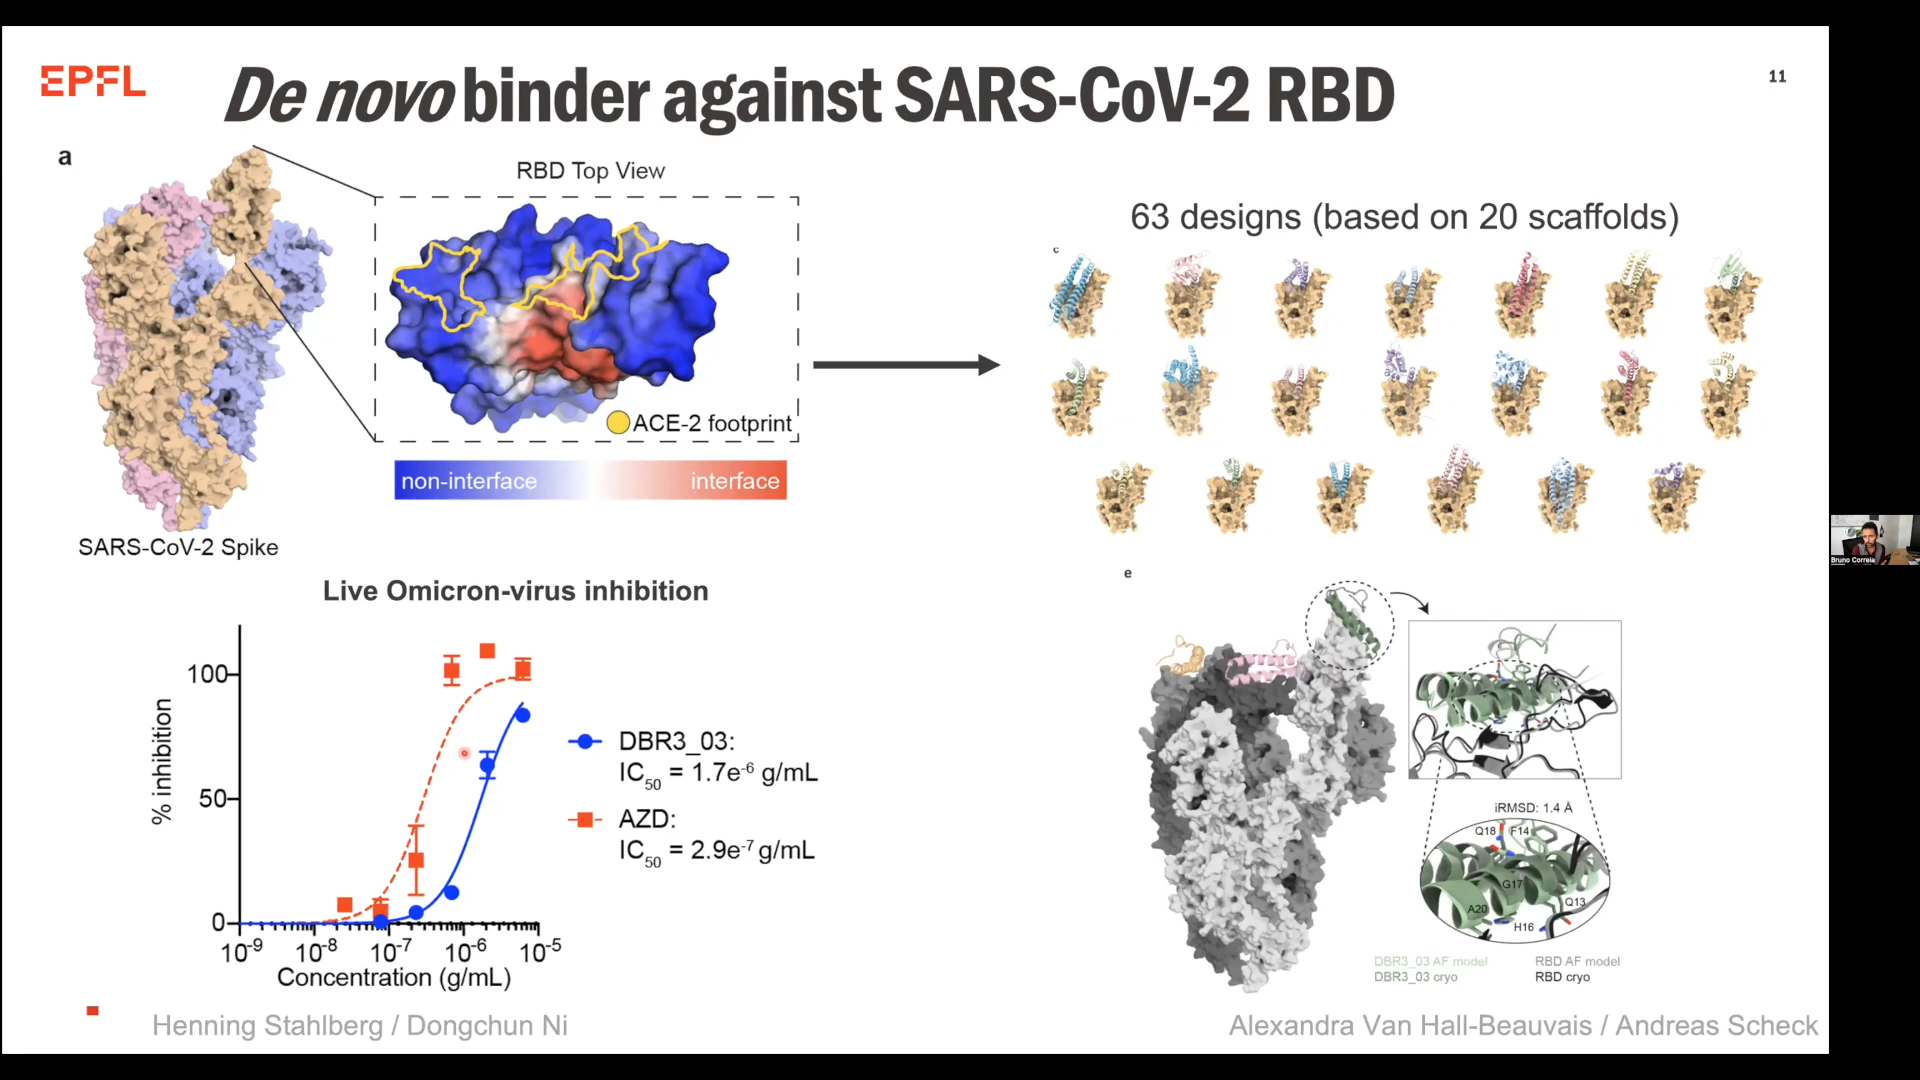 EPFL
De novo binder against SARS-CoV-2 RBD
11
a
RBD Top View
ACE-2 footprint
non-interface
interface
SARS-CoV-2 Spike
63 designs (based on 20 scaffolds)
c
Live Omicron-virus inhibition
% inhibition
100
50
0
10-9
10-8
10-7
10-6
10-5
Concentration (g/mL)
DBR3_03:
IC50 = 1.7e-6 g/mL
AZD:
IC50 = 2.9e-7 g/mL
e
iRMSD: 1.4 Å
Q18
F14
G17
A20
Q13
H16
DBR3_03 AF model
RBD AF model
DBR3_03 cryo
RBD cryo
Henning Stahlberg / Dongchun Ni
Alexandra Van Hall-Beauvais / Andreas Scheck
Bruno Correia